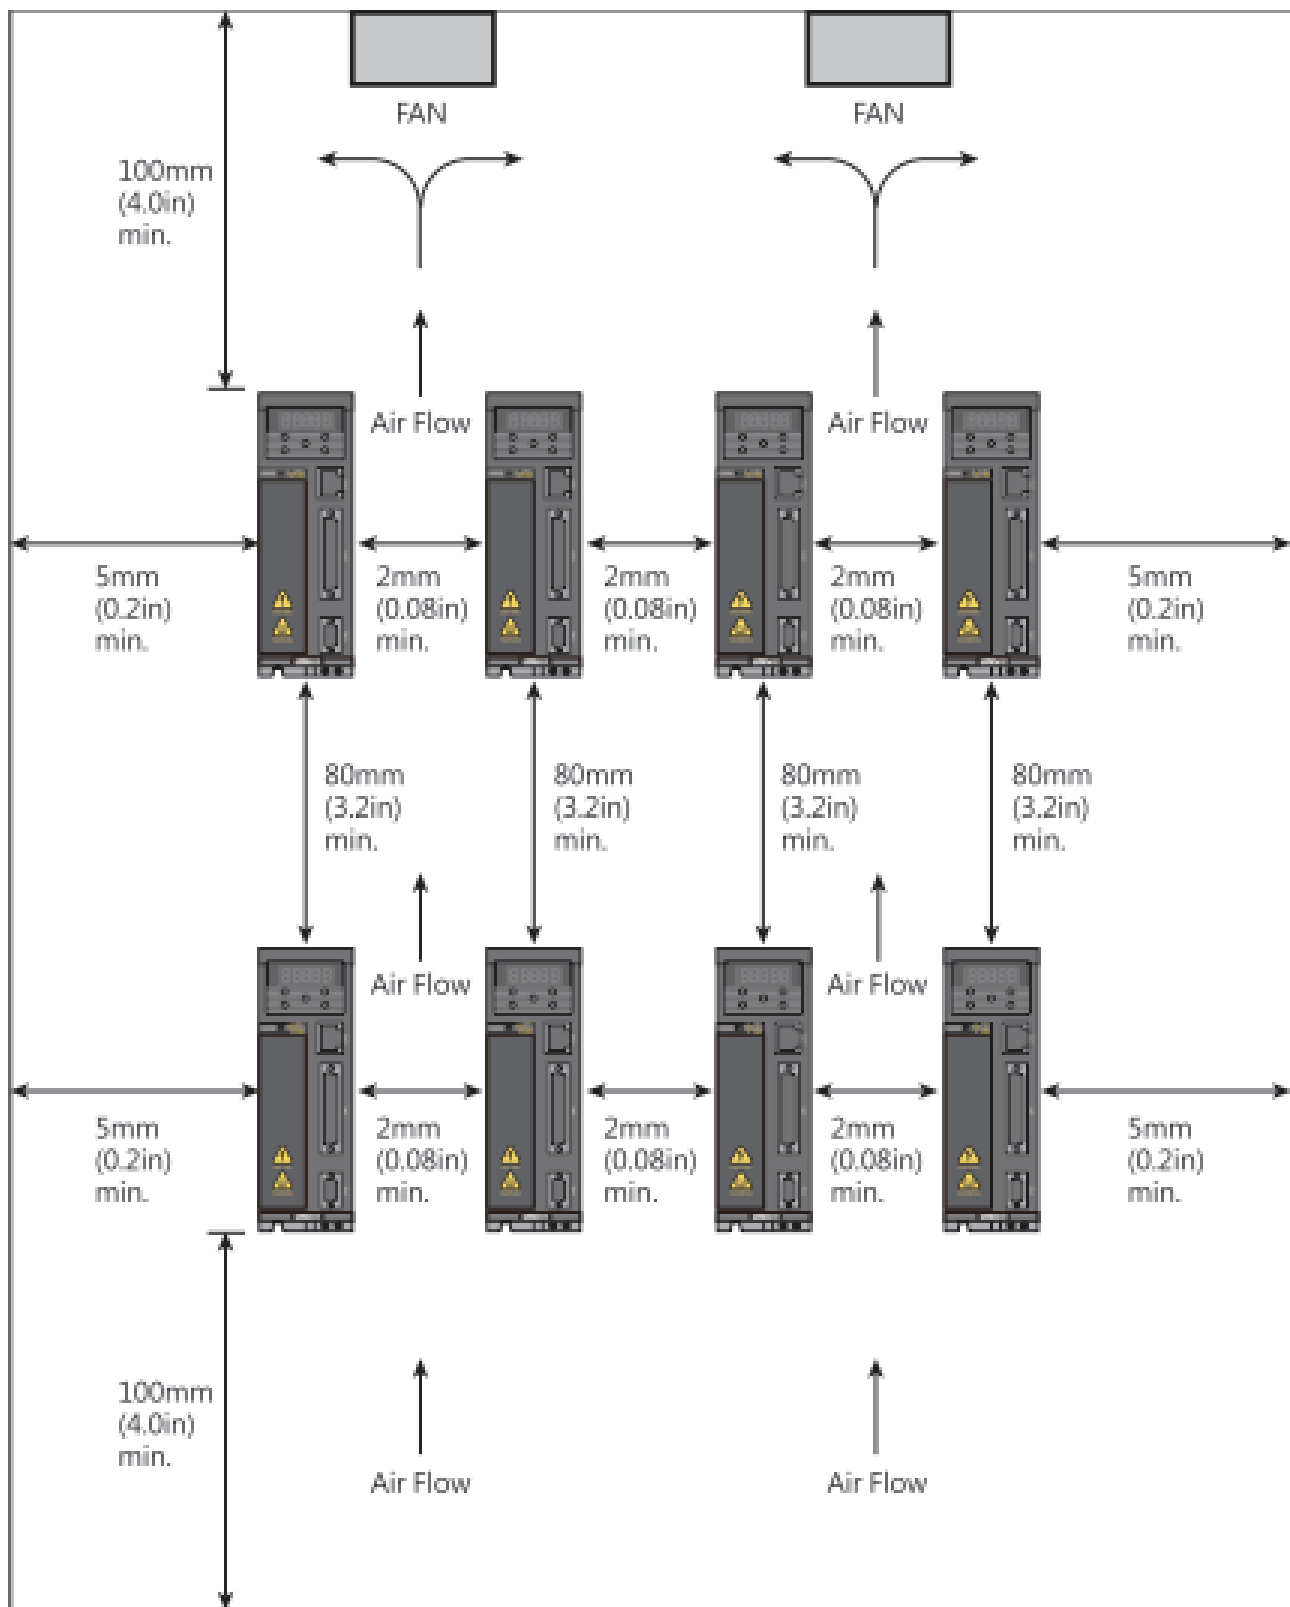 FAN
FAN
100mm
(4.0in)
min.
Air Flow
Air Flow
5mm
(0.2in)
min.
2mm
(0.08in)
min.
2mm
(0.08in)
min.
2mm
(0.08in)
min.
5mm
(0.2in)
min.
80mm
(3.2in)
min.
80mm
(3.2in)
min.
80mm
(3.2in)
min.
80mm
(3.2in)
min.
Air Flow
Air Flow
5mm
(0.2in)
min.
2mm
(0.08in)
min.
2mm
(0.08in)
min.
2mm
(0.08in)
min.
5mm
(0.2in)
min.
100mm
(4.0in)
min.
Air Flow
Air Flow